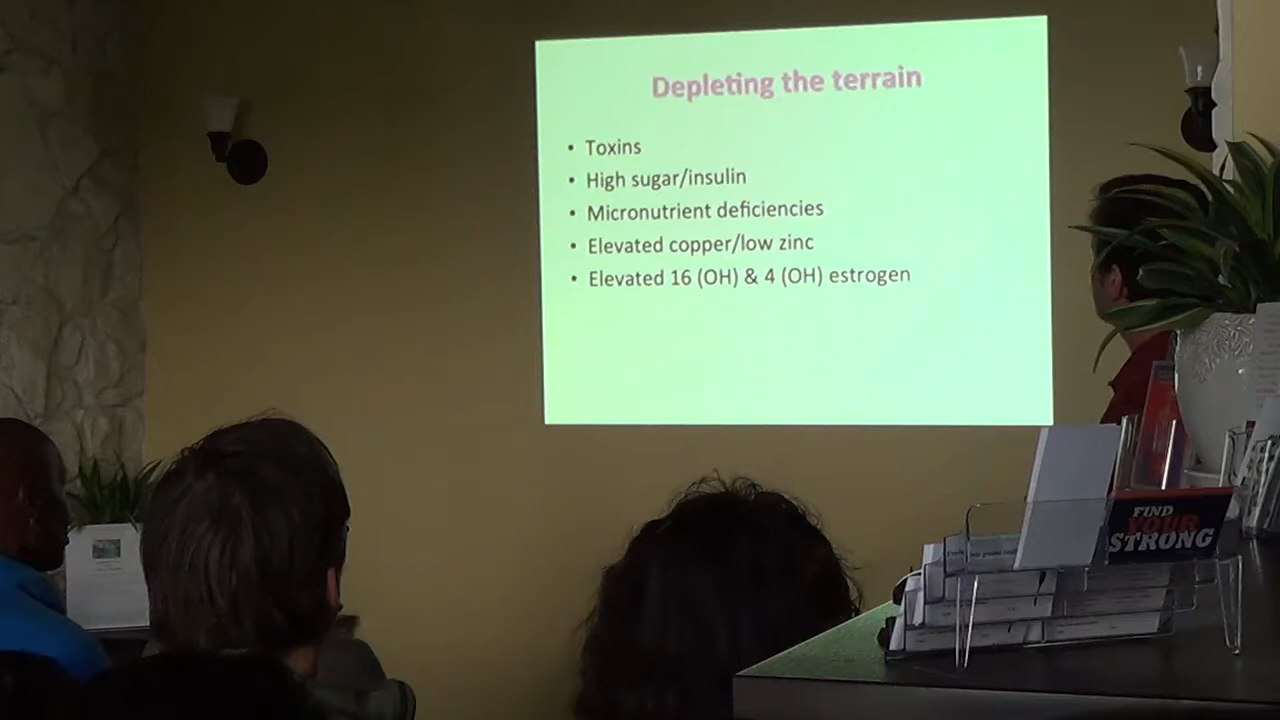 Depleting the terrain
• Toxins
• High sugar/insulin
• Micronutrient deficiencies
• Elevated copper/low zinc
• Elevated 16 (OH) & 4 (OH) estrogen
FIND
YOUR
STRONG